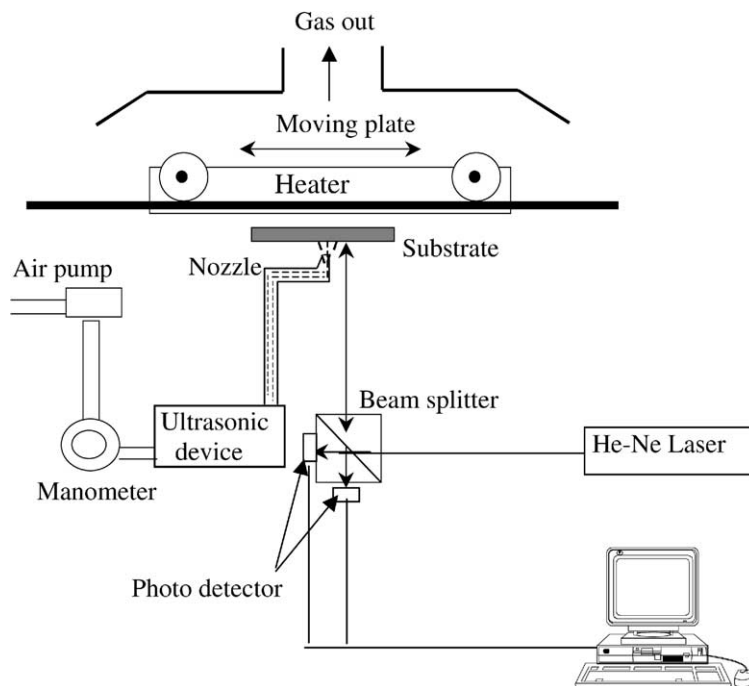 Gas out
Moving plate
Heater
Substrate
Nozzle
Air pump
Beam splitter
Ultrasonic
device
He-Ne Laser
Manometer
Photo detector